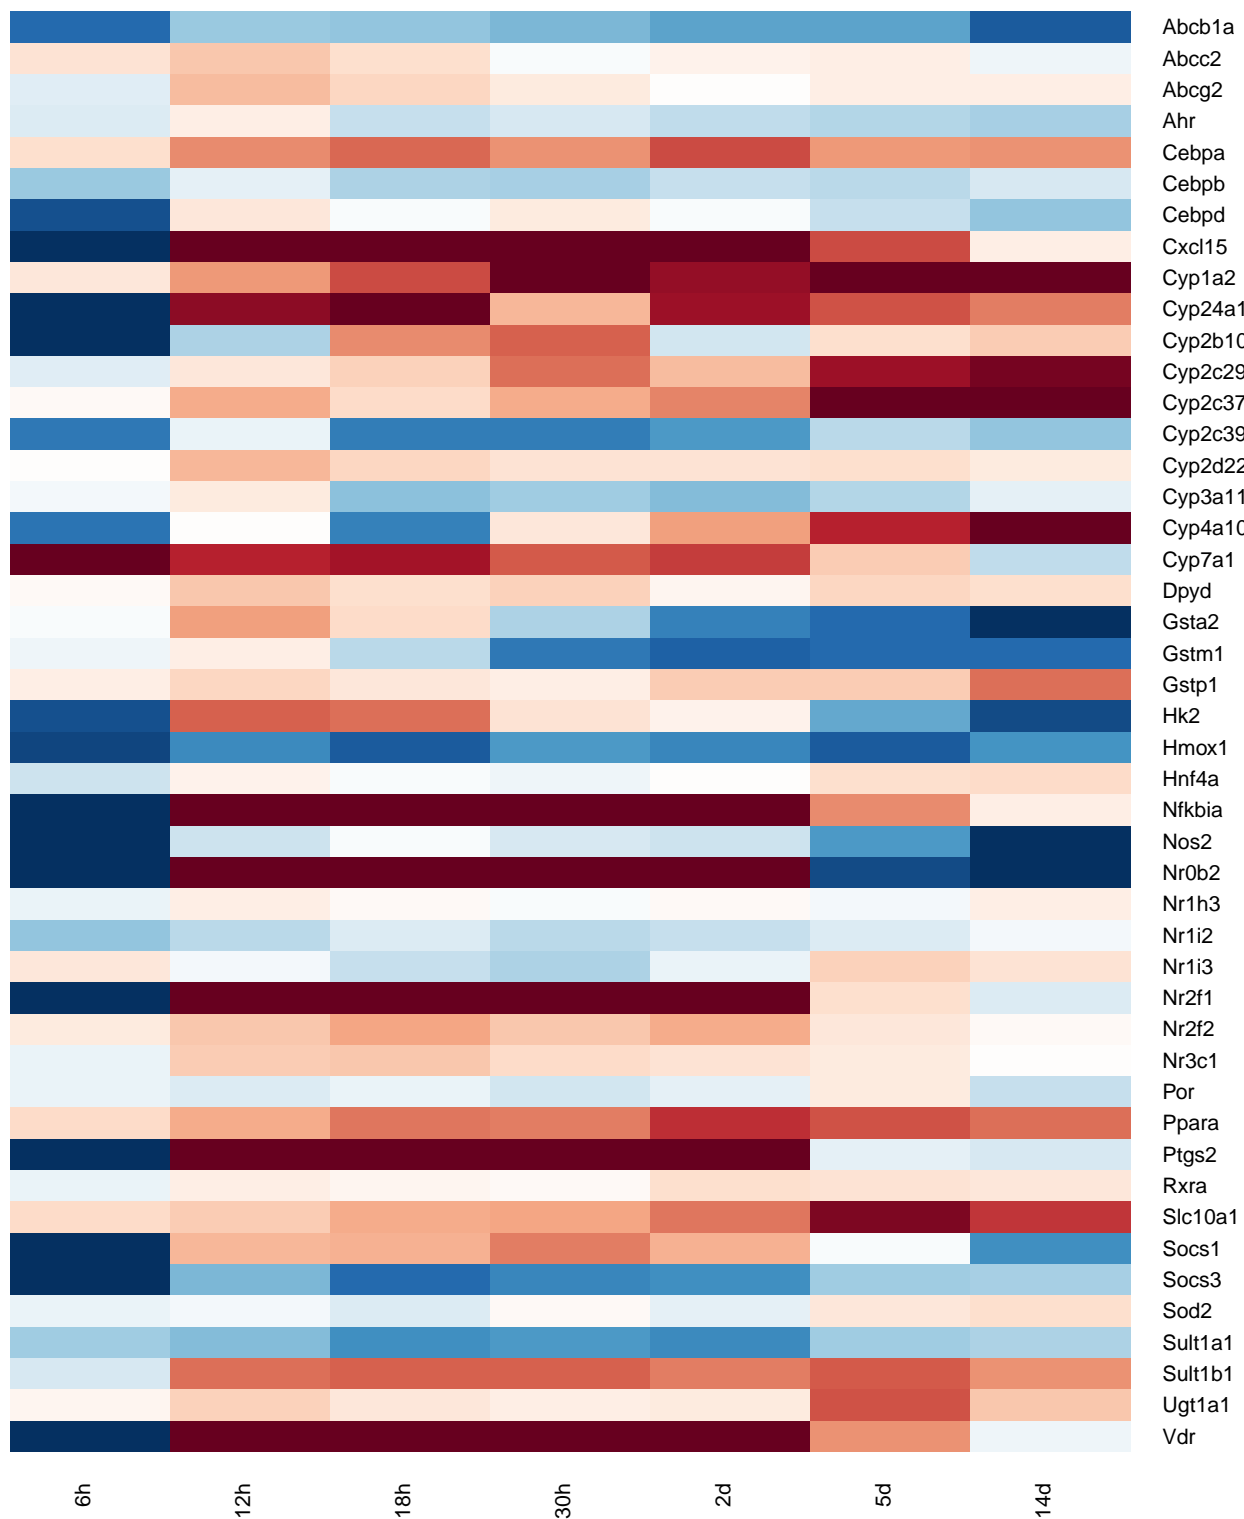 Abcb1a
Abcc2
Abcg2
Ahr
Cebpa
Cebpb
Cebpd
Cxcl15
Cyp1a2
Cyp24a1
Cyp2b10
Cyp2c29
Cyp2c37
Cyp2c39
Cyp2d22
Cyp3a11
Cyp4a10
Cyp7a1
Dpyd
Gsta2
Gstm1
Gstp1
Hk2
Hmox1
Hnf4a
Nfkbia
Nos2
Nr0b2
Nr1h3
Nr1i2
Nr1i3
Nr2f1
Nr2f2
Nr3c1
Por
Ppara
Ptgs2
Rxra
Slc10a1
Socs1
Socs3
Sod2
Sult1a1
Sult1b1
Ugt1a1
Vdr
6h 12h 18h 30h 2d 5d 14d